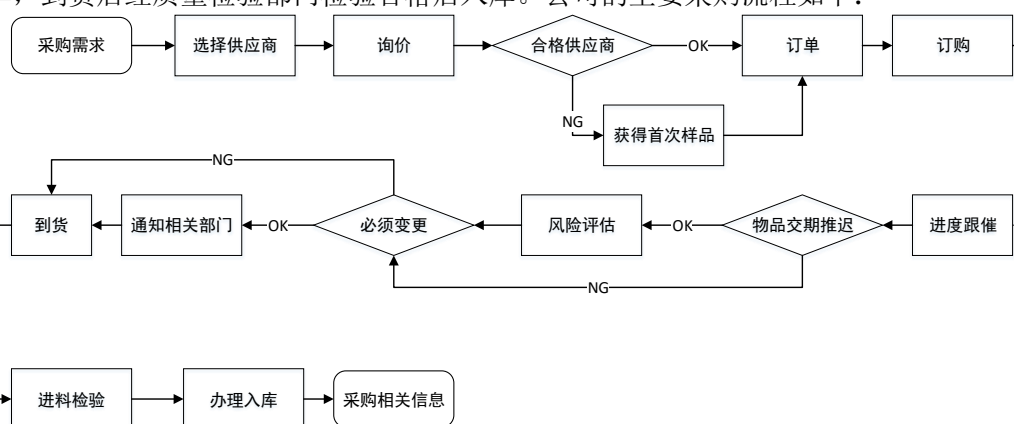 ，到货后经质量检验部门检验合格后入库。公司的主要采购流程如下：
采购需求
选择供应商
询价
合格供应商
OK
订单
订购
NG
获得首次样品
NG
到货
通知相关部门
OK
必须变更
风险评估
OK
物品交期推迟
进度跟催
NG
进料检验
办理入库
采购相关信息